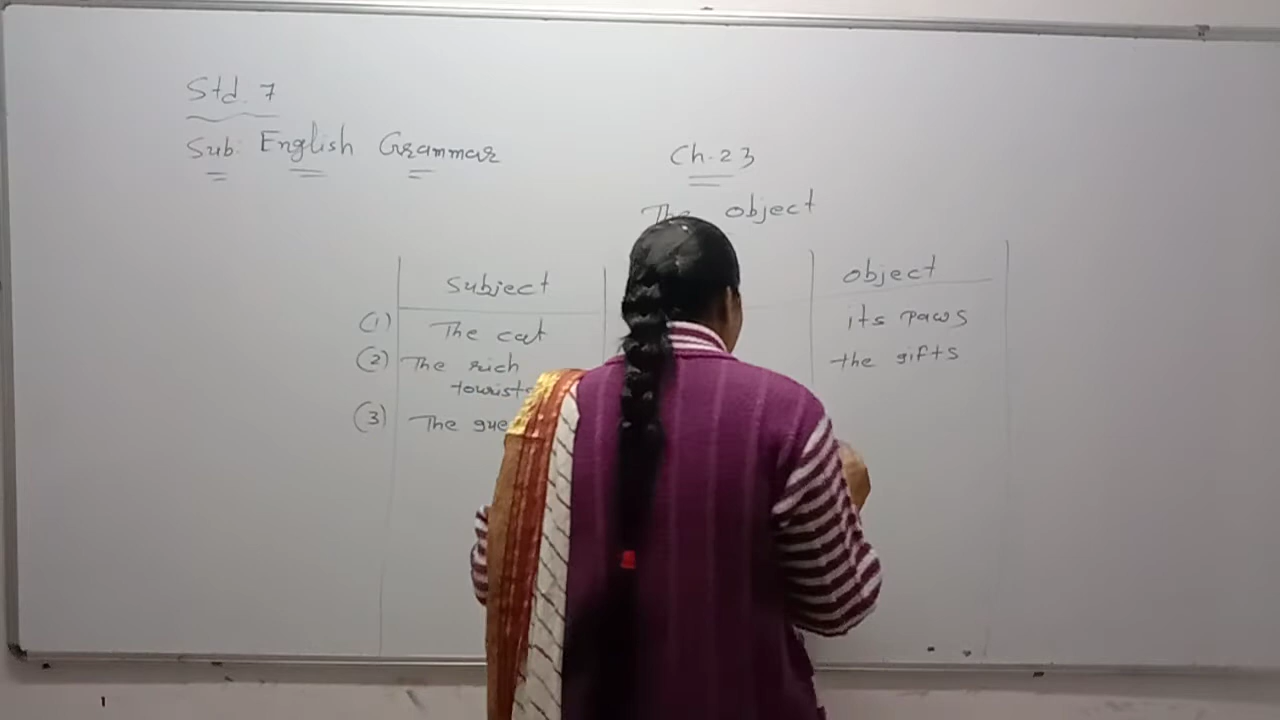 Std. 7
Sub: English Grammar
Ch. 23
The object
subject object
(1) The cat its paws
(2) The rich the gifts
tourists
(3) The